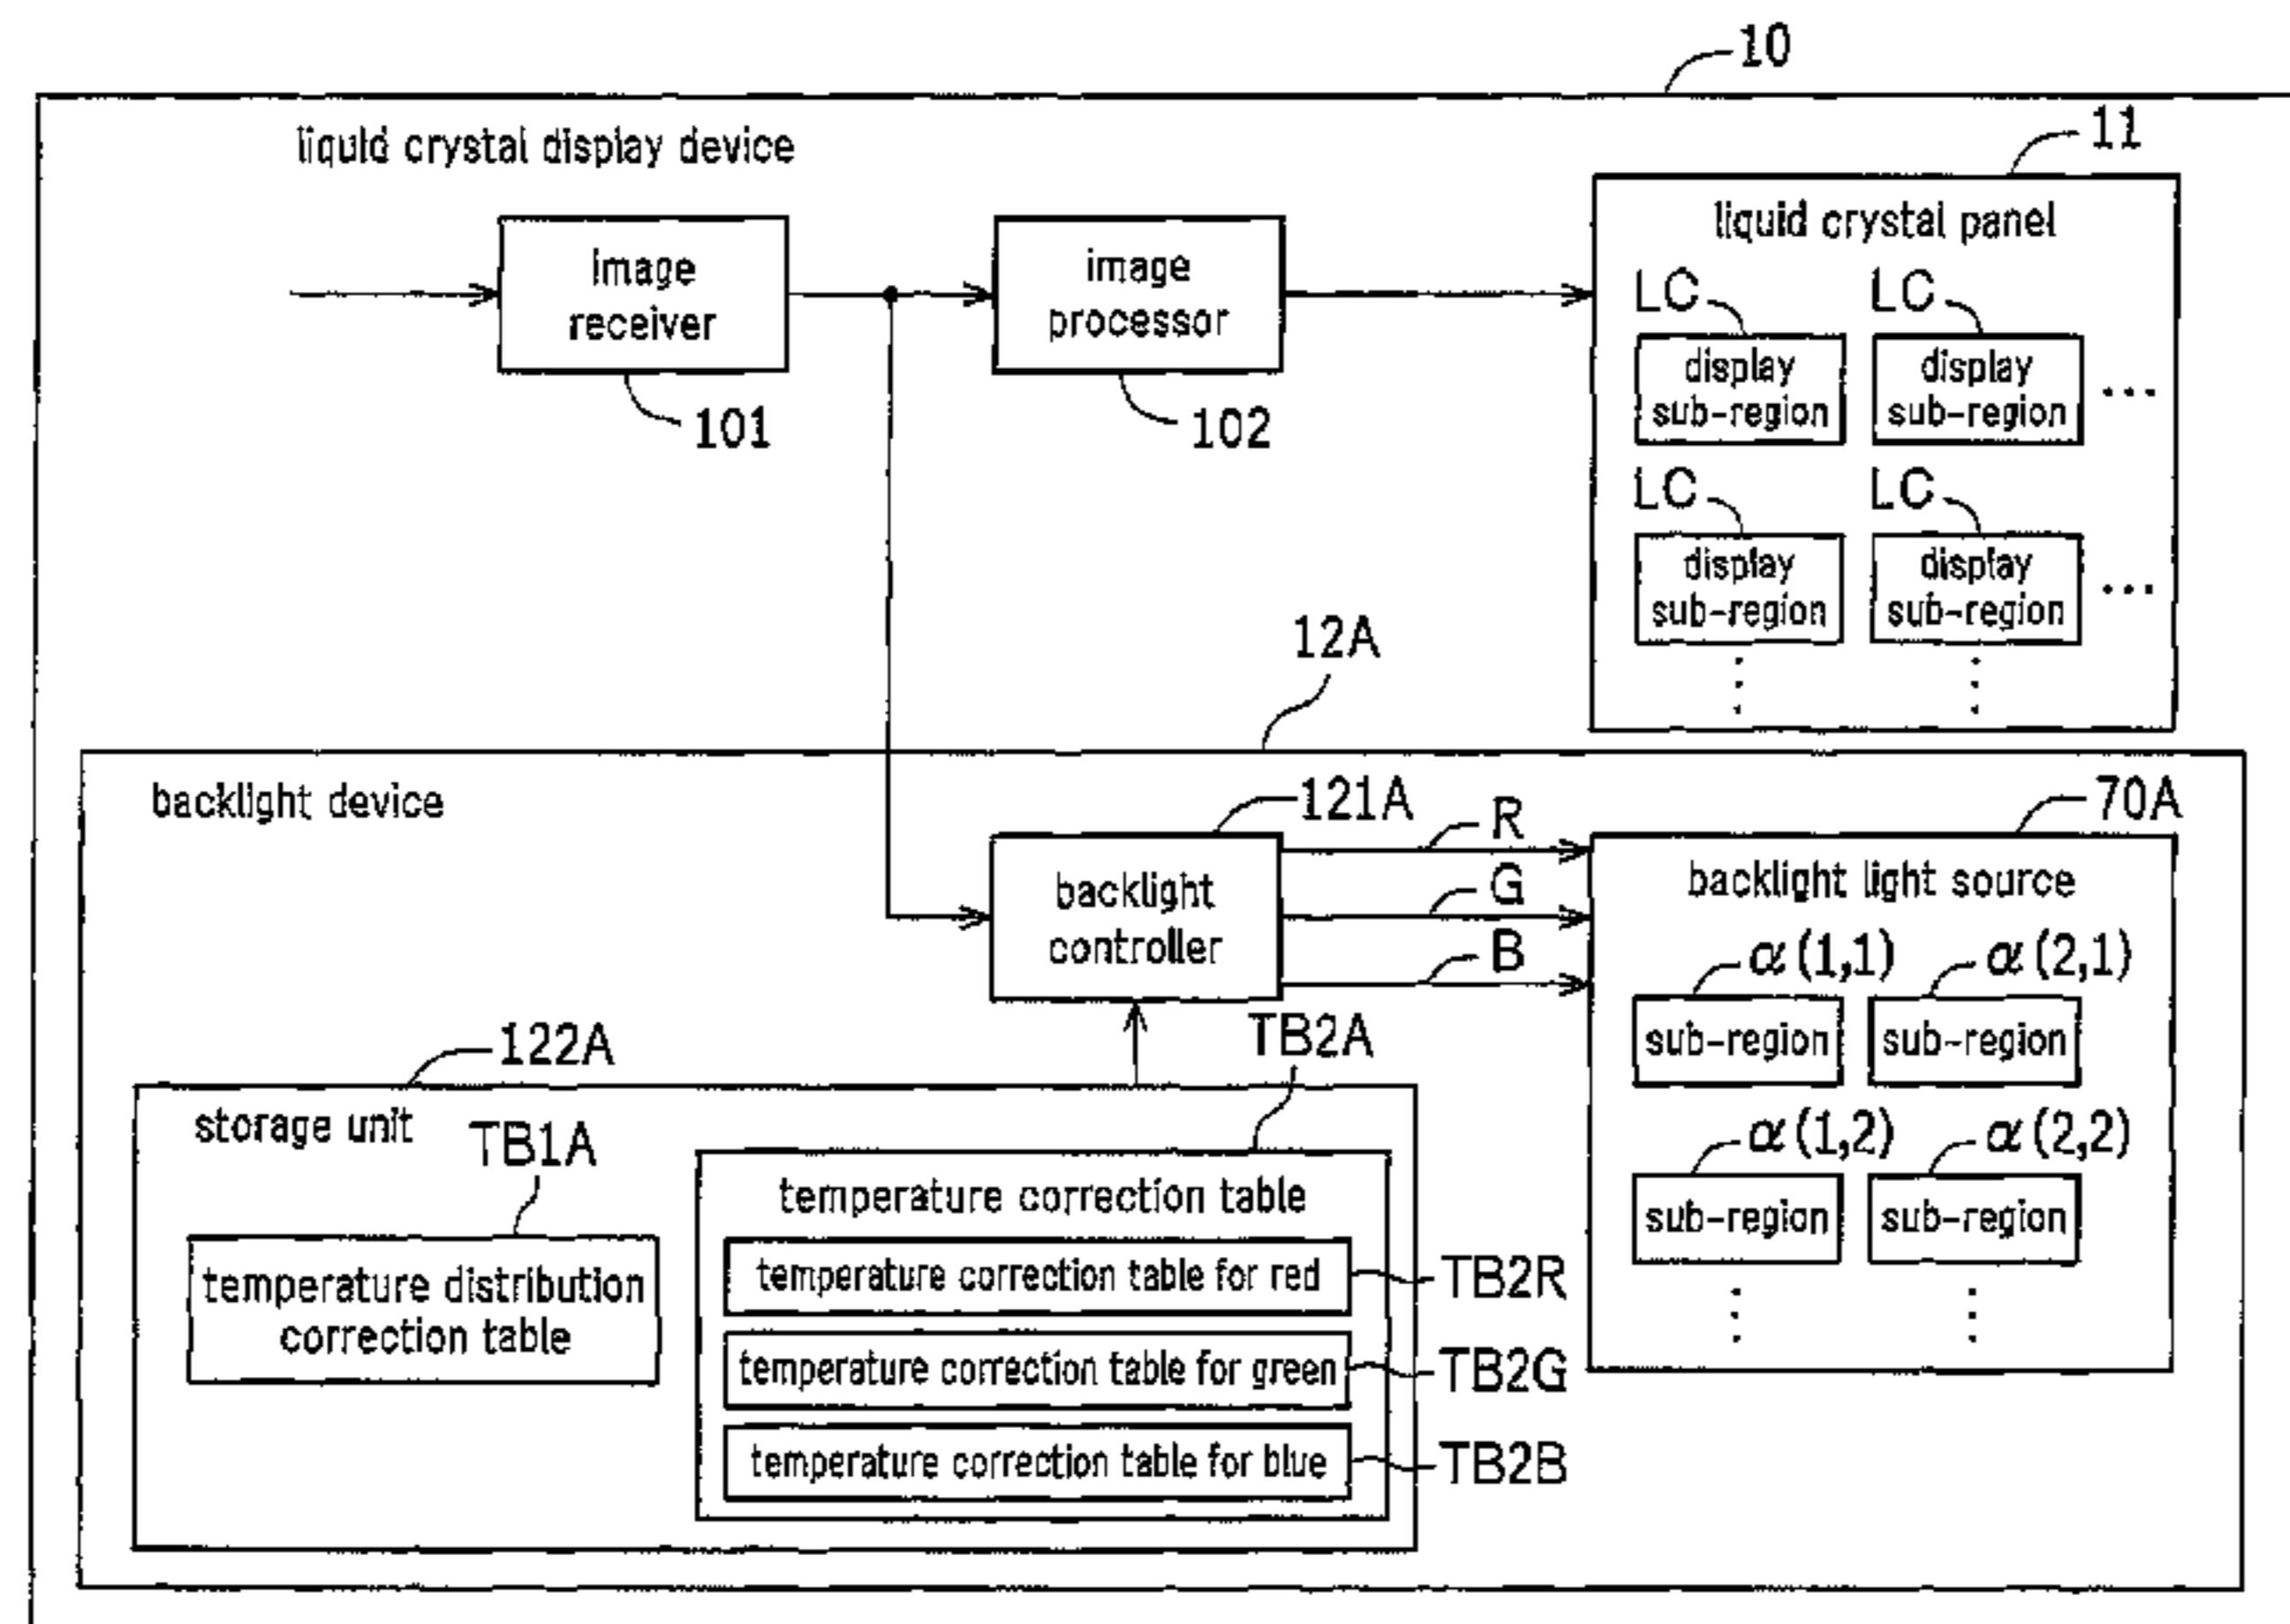 10
liquid crystal display device
11
liquid crystal panel
image
receiver
image
processor
101
102
LC
LC
display
sub-region
display
sub-region
...
LC
LC
display
sub-region
display
sub-region
...
12A
backlight device
121A
R
G
B
70A
backlight
controller
backlight light source
α(1,1)
α(2,1)
sub-region
sub-region
α(1,2)
α(2,2)
sub-region
sub-region
122A
TB2A
storage unit
TB1A
temperature distribution
correction table
temperature correction table
temperature correction table for red
TB2R
temperature correction table for green
TB2G
temperature correction table for blue
TB2B